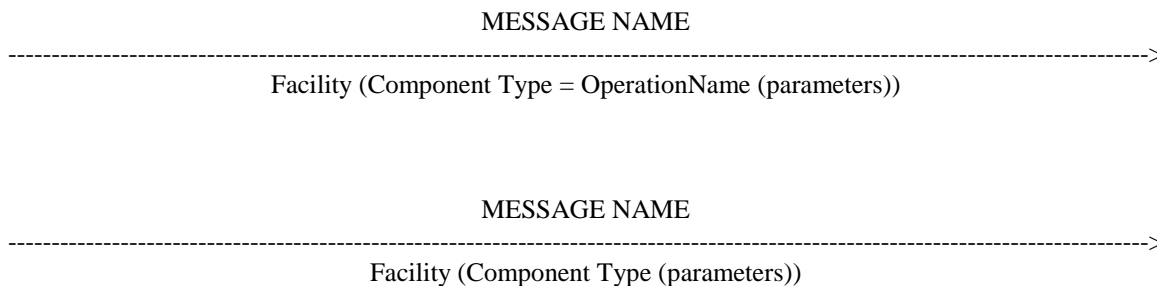 MESSAGE NAME
------------------------------------------------------------------------------------------------------------------------------------>
Facility (Component Type = OperationName (parameters))
MESSAGE NAME
------------------------------------------------------------------------------------------------------------------------------------>
Facility (Component Type (parameters))